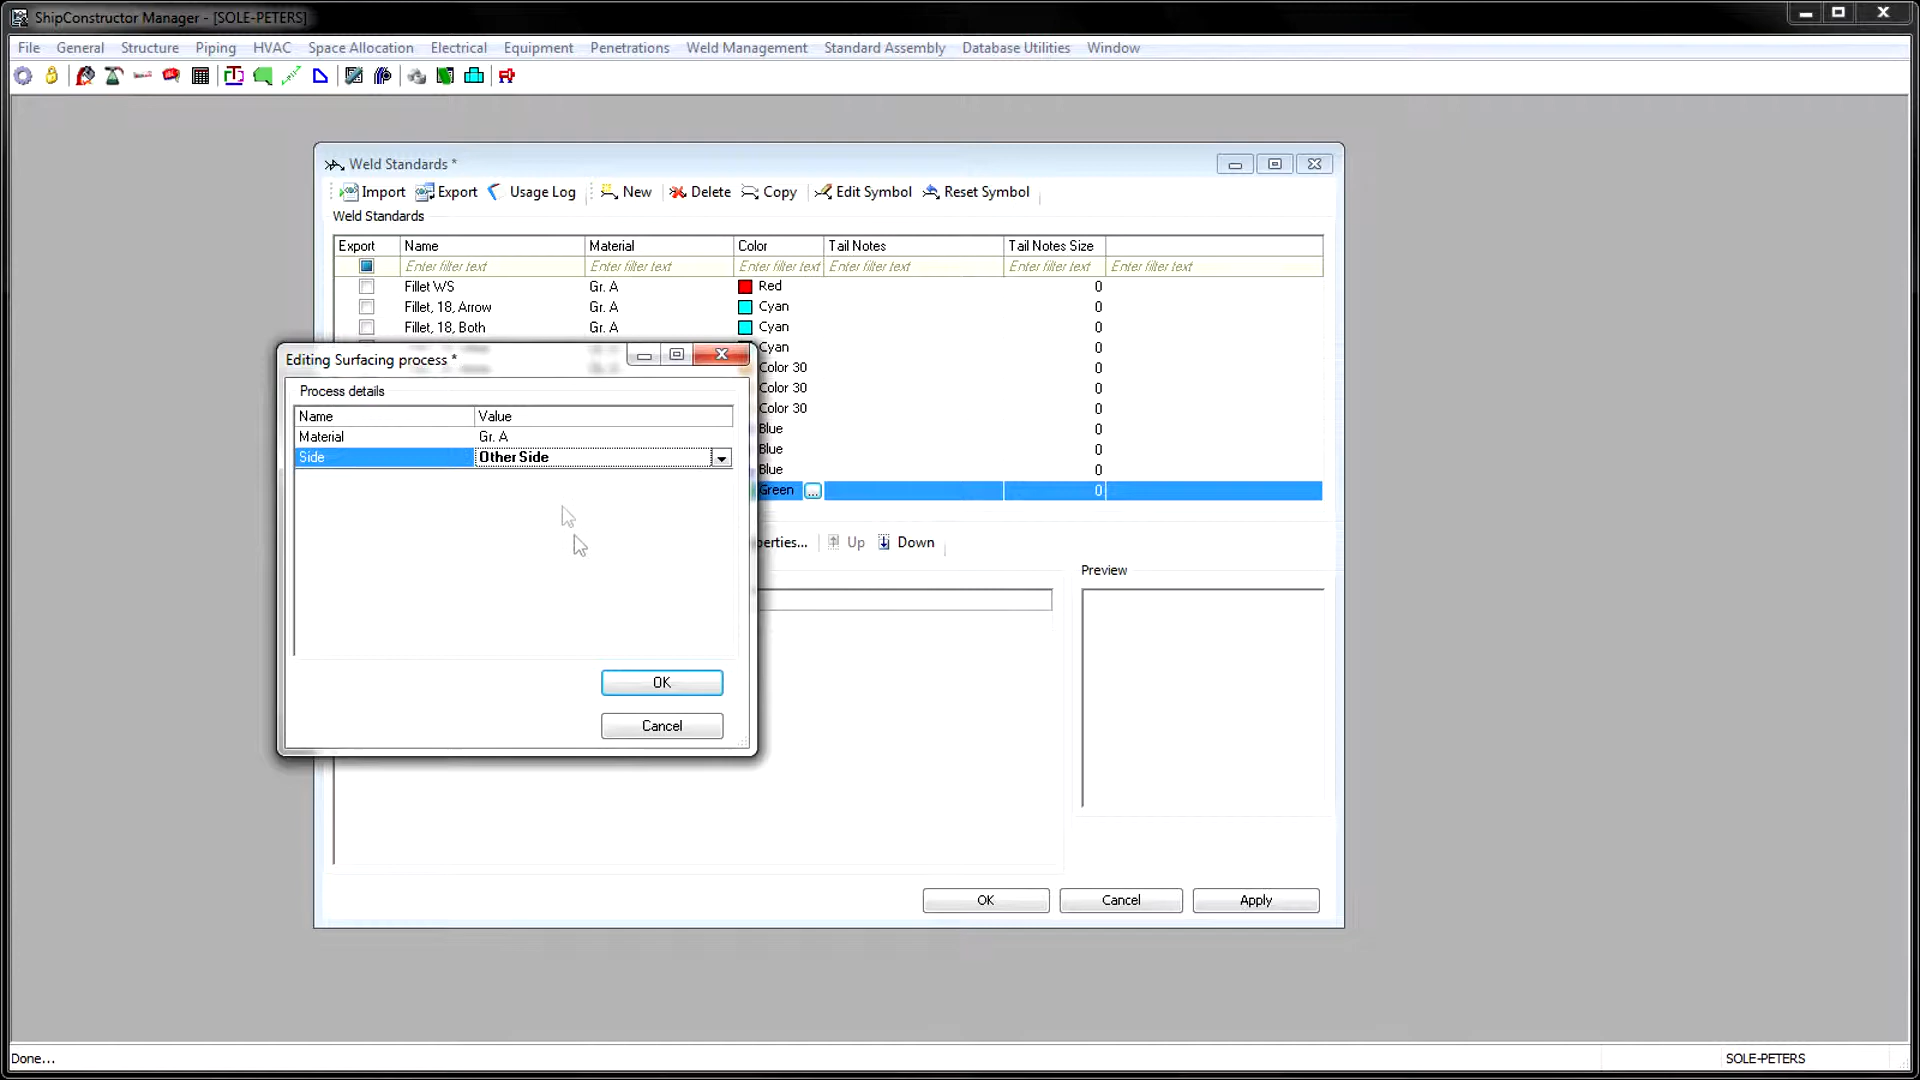 ShipConstructor Manager - [SOLE-PETERS]
File General Structure Piping HVAC Space Allocation Electrical Equipment Penetrations Weld Management Standard Assembly Database Utilities Window
Weld Standards *
Import Export Usage Log New Delete Copy Edit Symbol Reset Symbol
Weld Standards
Export Name Material Color Tail Notes Tail Notes Size
Enter filter text Enter filter text Enter filter text Enter filter text Enter filter text Enter filter text
Fillet WS Gr. A Red 0
Fillet, 18, Arrow Gr. A Cyan 0
Fillet, 18, Both Gr. A Cyan 0
Cyan 0
Color 30 0
Color 30 0
Color 30 0
Blue 0
Blue 0
Blue 0
Green ... 0
Editing Surfacing process *
Process details
Name Value
Material Gr. A
Side Other Side
OK
Cancel
perties... Up Down
Preview
OK Cancel Apply
Done... SOLE-PETERS